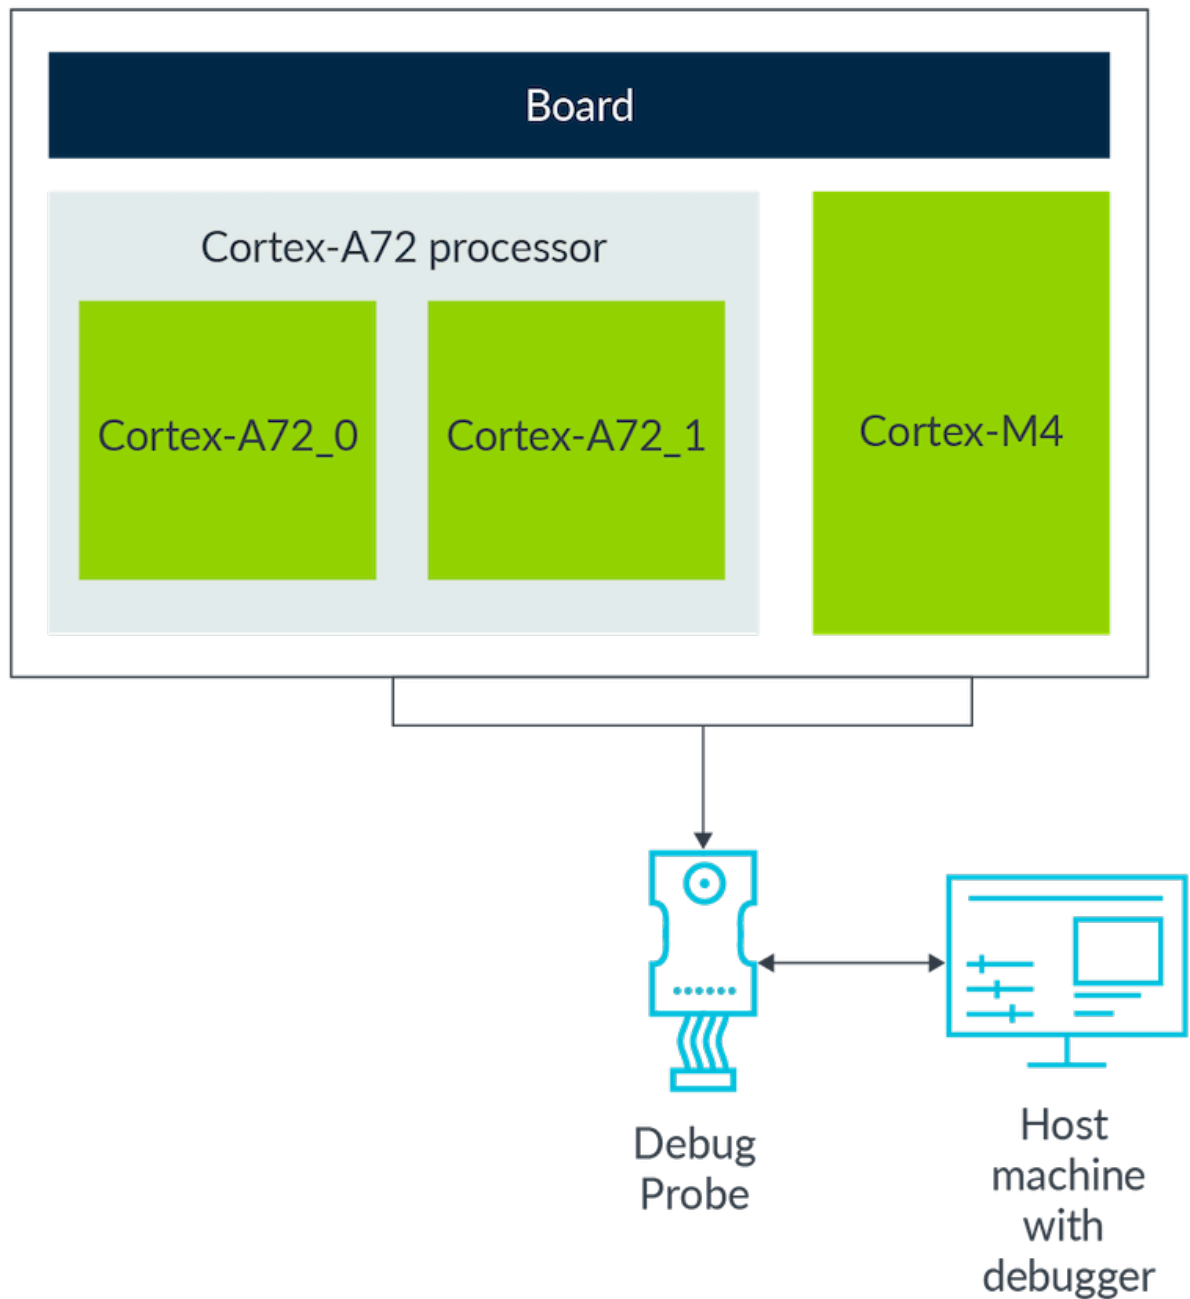 Board
Cortex-A72 processor
Cortex-A72_0
Cortex-A72_1
Cortex-M4
Debug
Probe
Host
machine
with
debugger